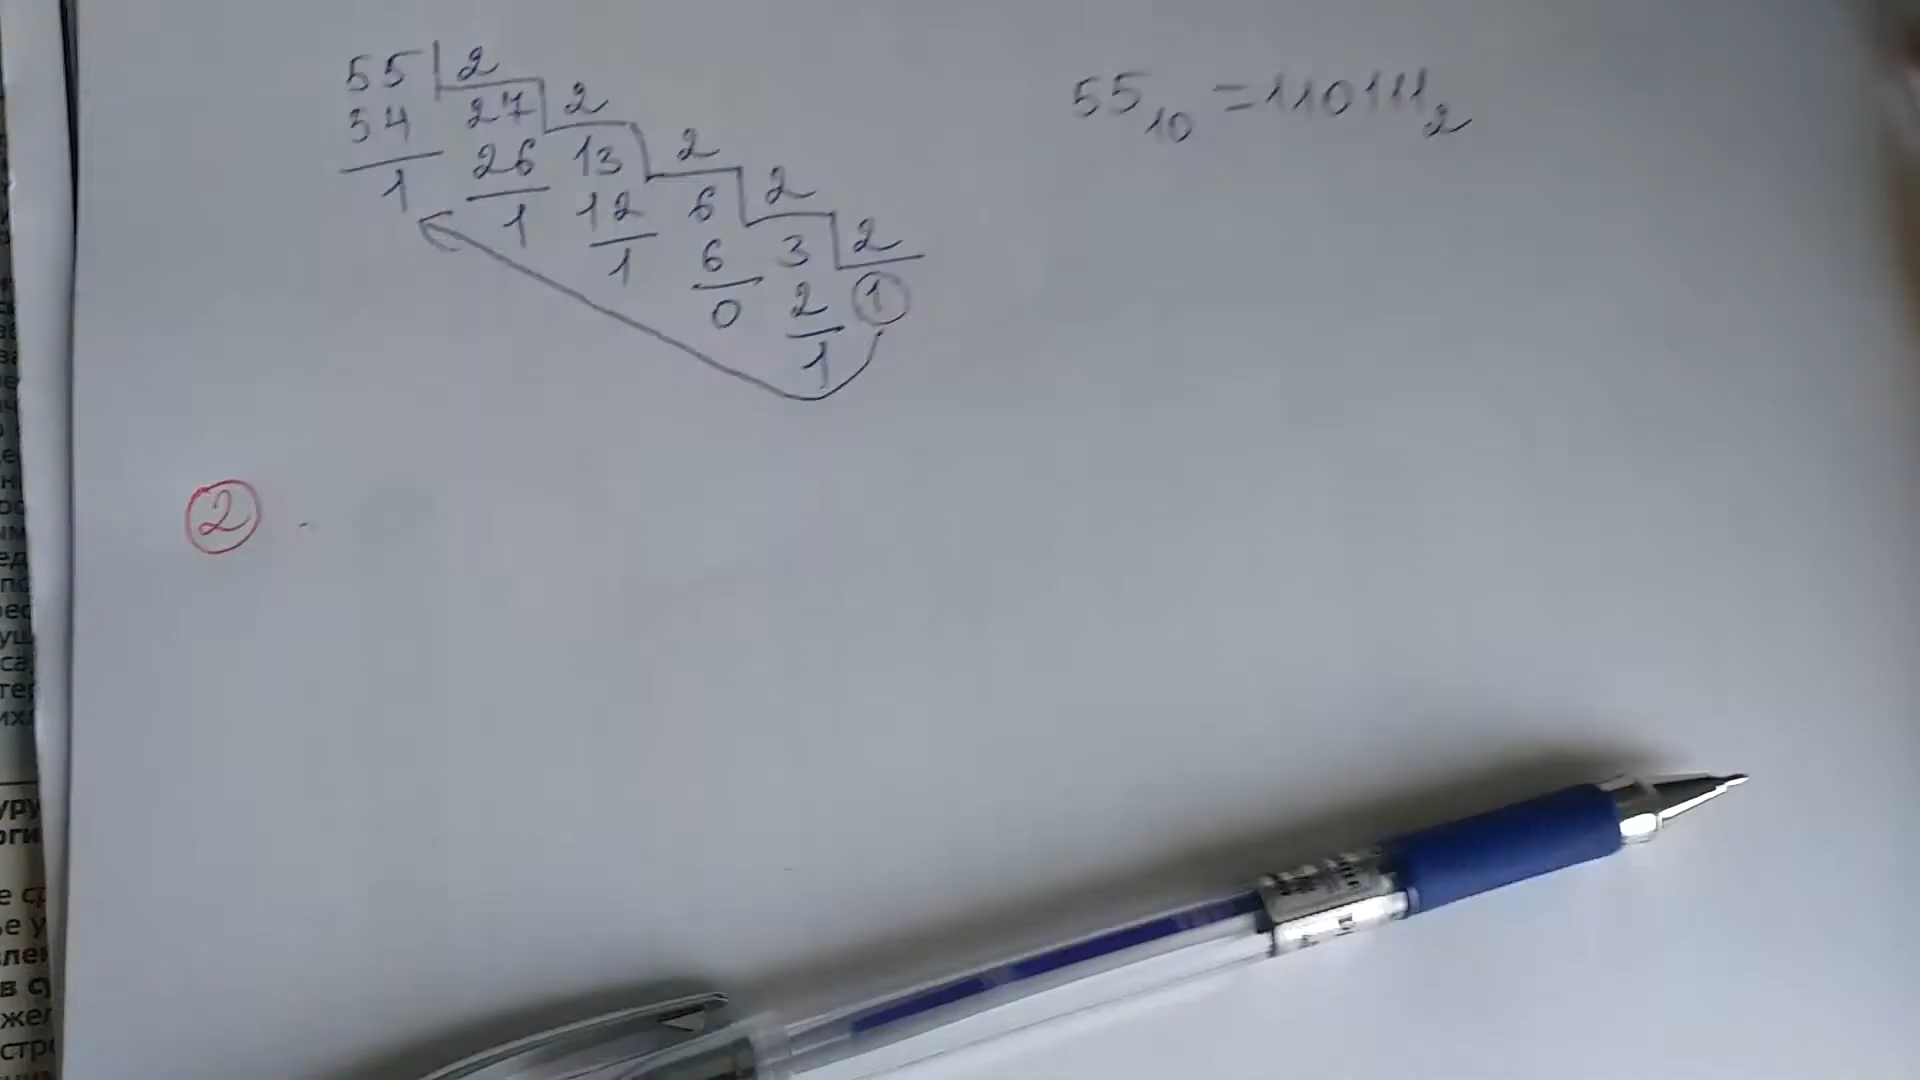 55 2
54 27 2
1 26 13 2
1 12 6 2
1 6 3 2
0 2 1
1
55₁₀ = 110111₂
2